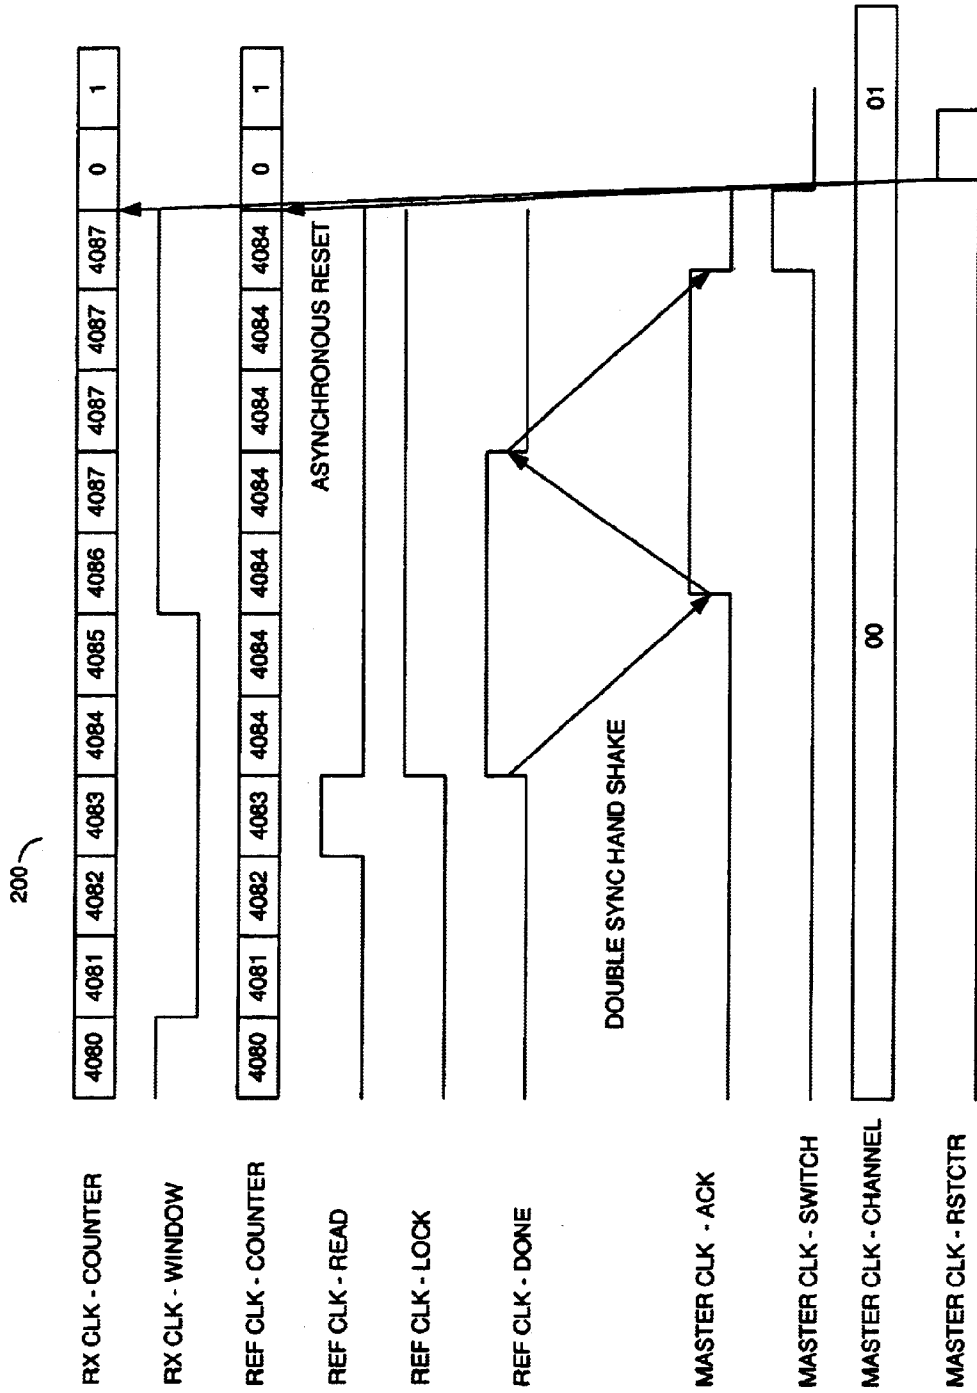 200
RX CLK - COUNTER 4080 4081 4082 4083 4084 4085 4086 4087 4087 4087 4087 0 1
RX CLK - WINDOW
REF CLK - COUNTER 4080 4081 4082 4083 4084 4084 4084 4084 4084 4084 4084 0 1
ASYNCHRONOUS RESET
REF CLK - READ
REF CLK - LOCK
REF CLK - DONE
DOUBLE SYNC HAND SHAKE
MASTER CLK - ACK
MASTER CLK - SWITCH
MASTER CLK - CHANNEL 00 01
MASTER CLK - RSTCTR